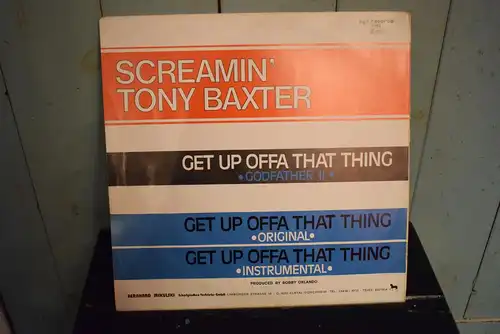 SCREAMIN'
TONY BAXTER
GET UP OFFA THAT THING
•GODFATHER II•
GET UP OFFA THAT THING
•ORIGINAL•
GET UP OFFA THAT THING
•INSTRUMENTAL•
PRODUCED BY BOBBY ORLANDO
BERNHARD MIKULSKI